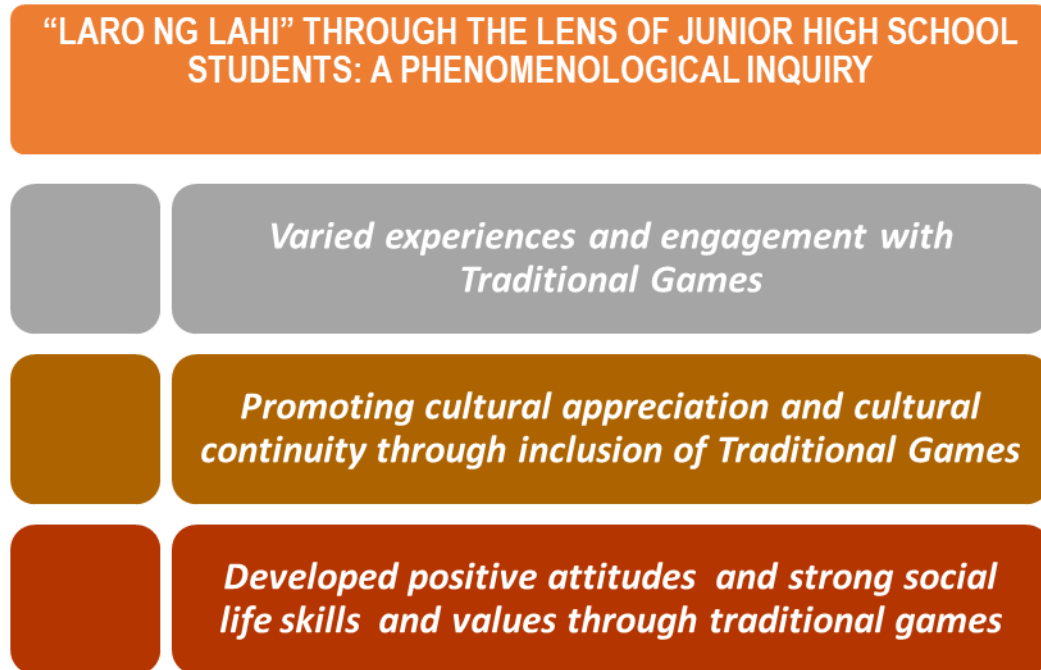 “LARO NG LAHI” THROUGH THE LENS OF JUNIOR HIGH SCHOOL
STUDENTS: A PHENOMENOLOGICAL INQUIRY
Varied experiences and engagement with
Traditional Games
Promoting cultural appreciation and cultural
continuity through inclusion of Traditional Games
Developed positive attitudes and strong social
life skills and values through traditional games